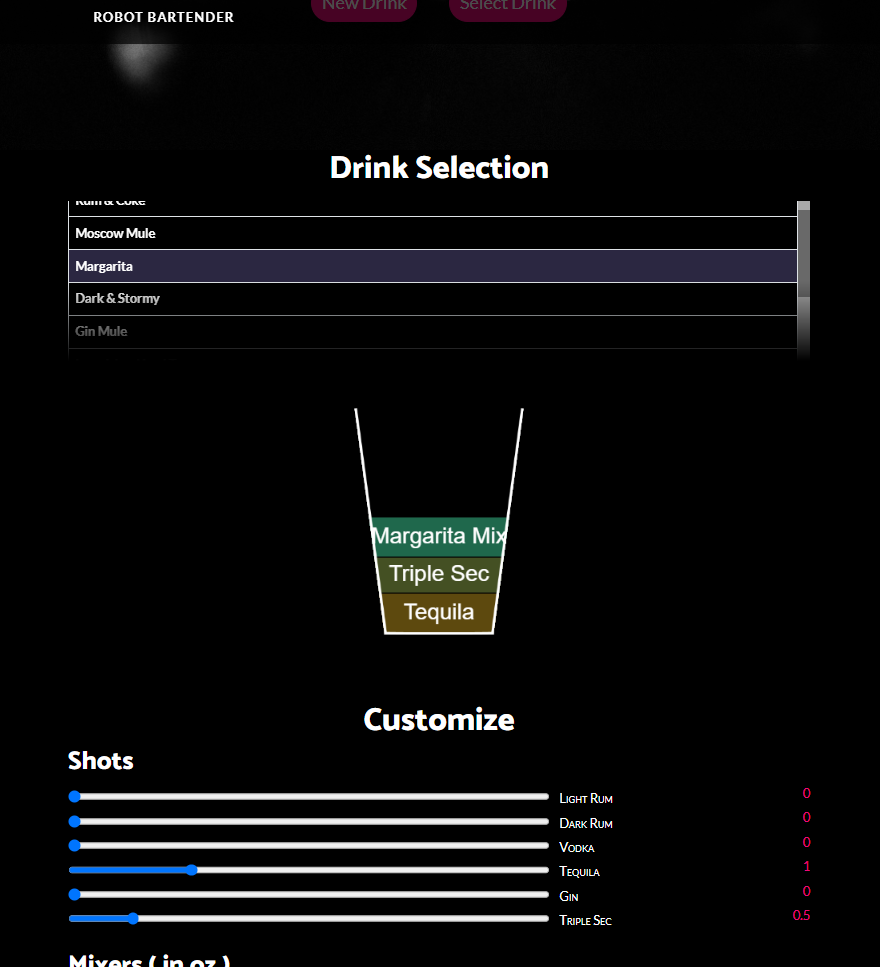 New Drink
Select Drink
ROBOT BARTENDER
Drink Selection
Rum & Coke
Moscow Mule
Margarita
Dark & Stormy
Gin Mule
Margarita Mix
Triple Sec
Tequila
Customize
Shots
Light Rum 0
Dark Rum 0
Vodka 0
Tequila 1
Gin 0
Triple Sec 0.5
Mixers ( in oz )